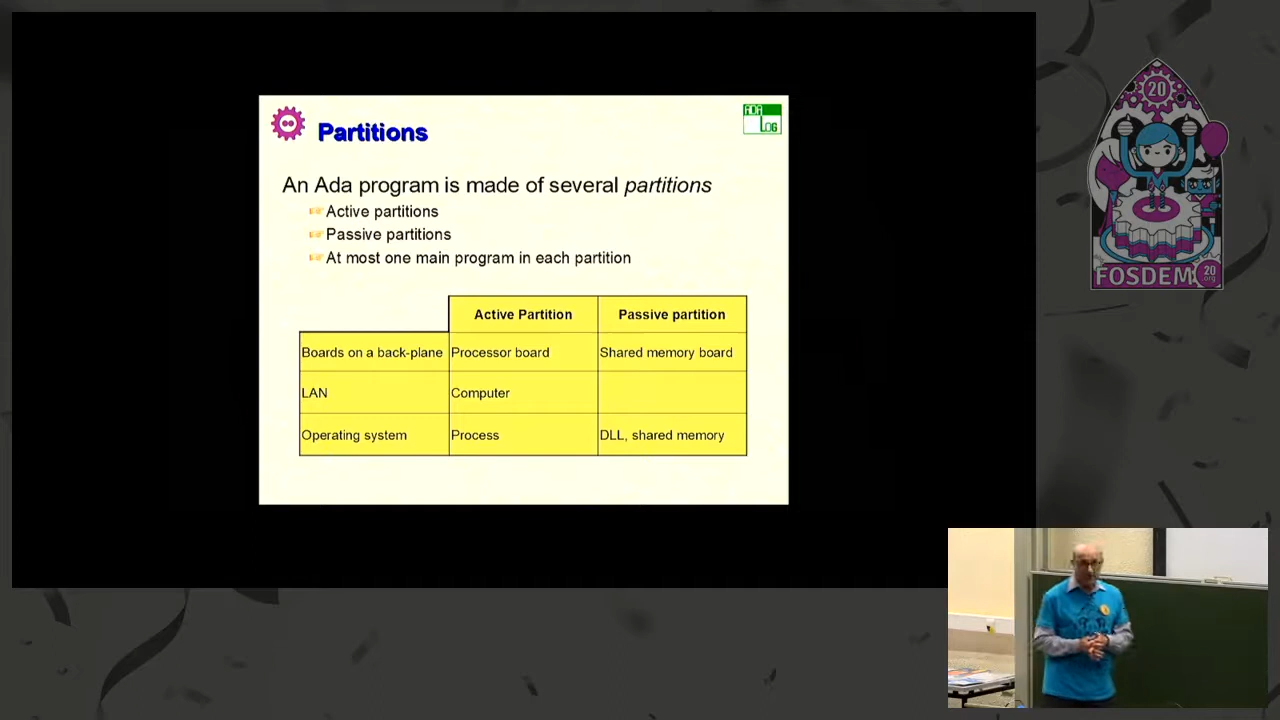 Partitions
ADA
LOG
An Ada program is made of several partitions
Active partitions
Passive partitions
At most one main program in each partition
Active Partition Passive partition
Boards on a back-plane Processor board Shared memory board
LAN Computer
Operating system Process DLL, shared memory
20
FOSDEM 20
.org